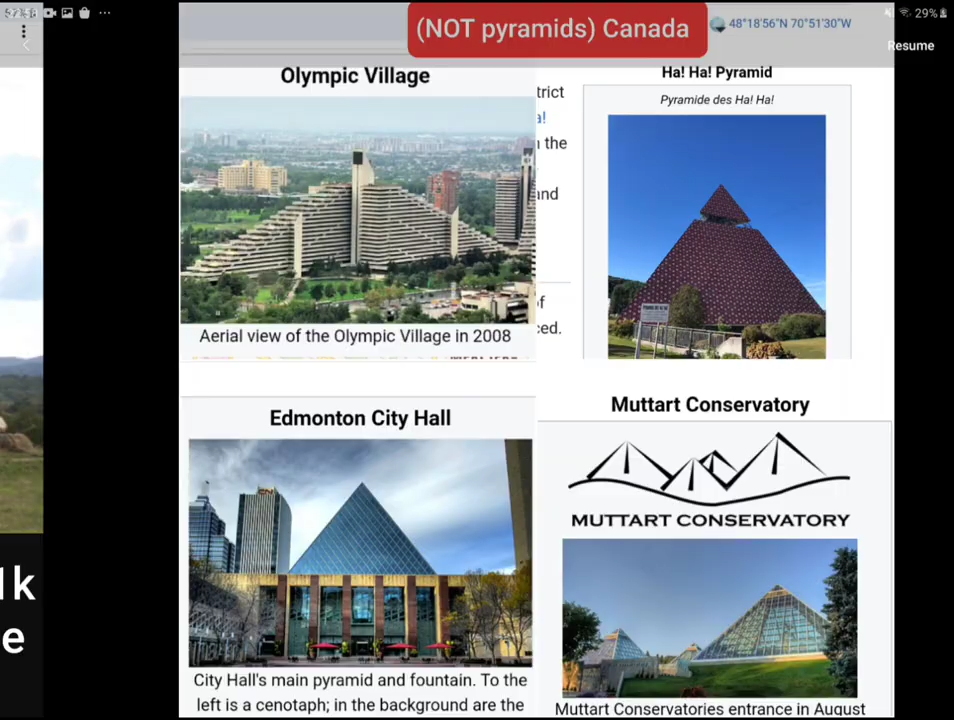 29%
(NOT pyramids) Canada
48°18'56"N 70°51'30"W
Resume
Olympic Village
Aerial view of the Olympic Village in 2008
trict
a!
the
and
of
ced.
Ha! Ha! Pyramid
Pyramide des Ha! Ha!
Edmonton City Hall
City Hall's main pyramid and fountain. To the
left is a cenotaph; in the background are the
Muttart Conservatory
MUTTART CONSERVATORY
Muttart Conservatories entrance in August
1k
e